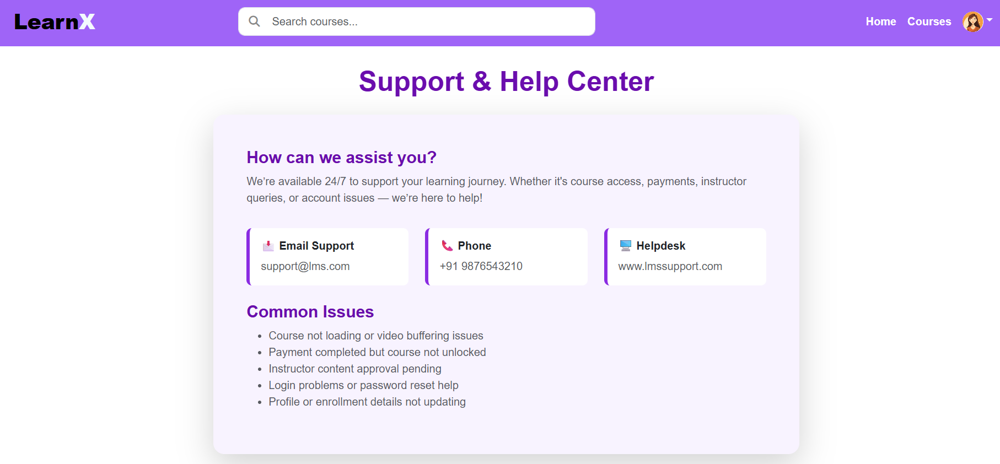 LearnX
Search courses...
Home
Courses
Support & Help Center
How can we assist you?
We’re available 24/7 to support your learning journey. Whether it's course access, payments, instructor
queries, or account issues — we’re here to help!
Email Support
support@lms.com
Phone
+91 9876543210
Helpdesk
www.lmssupport.com
Common Issues
• Course not loading or video buffering issues
• Payment completed but course not unlocked
• Instructor content approval pending
• Login problems or password reset help
• Profile or enrollment details not updating